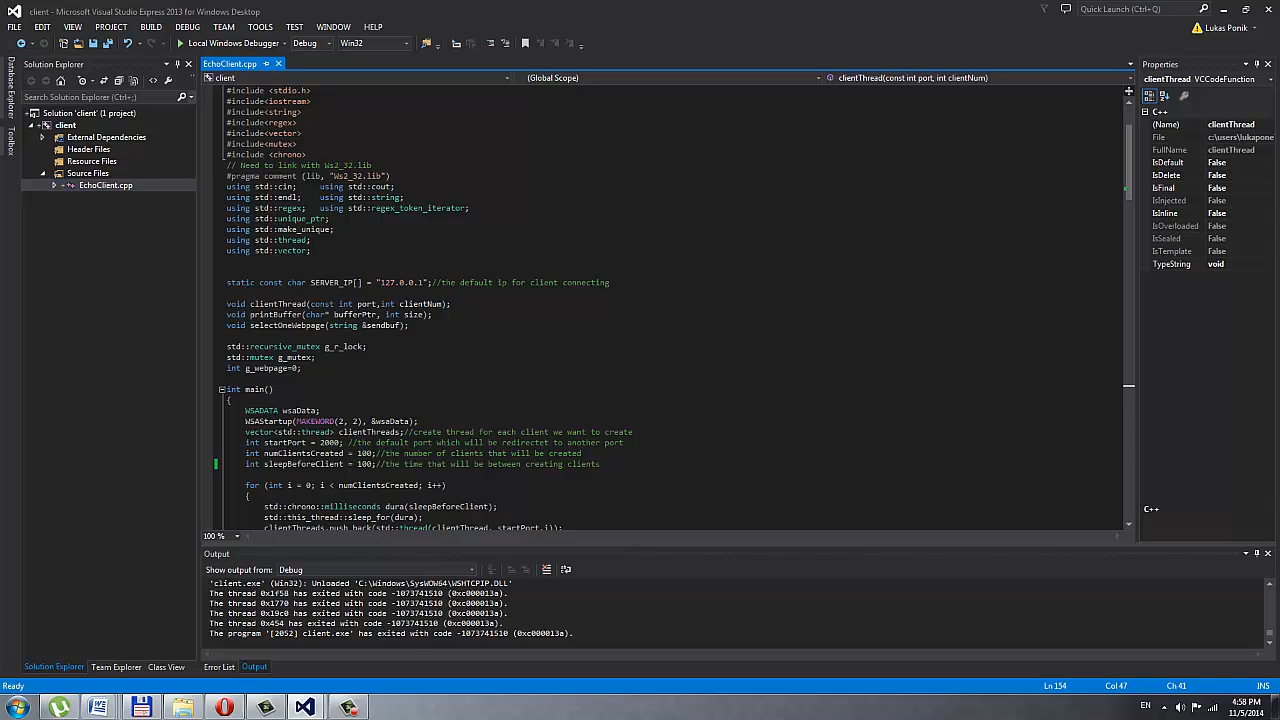 client - Microsoft Visual Studio Express 2013 for Windows Desktop
Quick Launch (Ctrl+Q)
FILE EDIT VIEW PROJECT BUILD DEBUG TEAM TOOLS TEST WINDOW HELP
Lukas Ponik
Local Windows Debugger Debug Win32
Database Explorer Toolbox
Solution Explorer
Search Solution Explorer (Ctrl+;)
Solution 'client' (1 project)
client
External Dependencies
Header Files
Resource Files
Source Files
EchoClient.cpp
EchoClient.cpp
client (Global Scope) clientThread(const int port, int clientNum)
#include <stdio.h>
#include<iostream>
#include<string>
#include<regex>
#include<vector>
#include<mutex>
#include <chrono>
// Need to link with Ws2_32.lib
#pragma comment (lib, "Ws2_32.lib")
using std::cin; using std::cout;
using std::endl; using std::string;
using std::regex; using std::regex_token_iterator;
using std::unique_ptr;
using std::make_unique;
using std::thread;
using std::vector;
static const char SERVER_IP[] = "127.0.0.1";//the default ip for client connecting
void clientThread(const int port,int clientNum);
void printBuffer(char* bufferPtr, int size);
void selectOneWebpage(string &sendbuf);
std::recursive_mutex g_r_lock;
std::mutex g_mutex;
int g_webpage=0;
int main()
{
WSADATA wsaData;
WSAStartup(MAKEWORD(2, 2), &wsaData);
vector<std::thread> clientThreads;//create thread for each client we want to create
int startPort = 2000; //the default port which will be redirectet to another port
int numClientsCreated = 100;//the number of clients that will be created
int sleepBeforeClient = 100;//the time that will be between creating clients
for (int i = 0; i < numClientsCreated; i++)
{
std::chrono::milliseconds dura(sleepBeforeClient);
std::this_thread::sleep_for(dura);
clientThreads.push_back(std::thread(clientThread, startPort,i));
100 %
Properties
clientThread VCCodeFunction
C++
(Name) clientThread
File c:\users\lukapone
FullName clientThread
IsDefault False
IsDelete False
IsFinal False
IsInjected False
IsInline False
IsOverloaded False
IsSealed False
IsTemplate False
TypeString void
C++
Output
Show output from: Debug
'client.exe' (Win32): Unloaded 'C:\Windows\SysWOW64\WSHTCPIP.DLL'
The thread 0x1f58 has exited with code -1073741510 (0xc000013a).
The thread 0x1770 has exited with code -1073741510 (0xc000013a).
The thread 0x19c0 has exited with code -1073741510 (0xc000013a).
The thread 0x454 has exited with code -1073741510 (0xc000013a).
The program '[2052] client.exe' has exited with code -1073741510 (0xc000013a).
Solution Explorer Team Explorer Class View
Error List Output
Ready Ln 154 Col 47 Ch 41 INS
EN
4:58 PM
11/5/2014